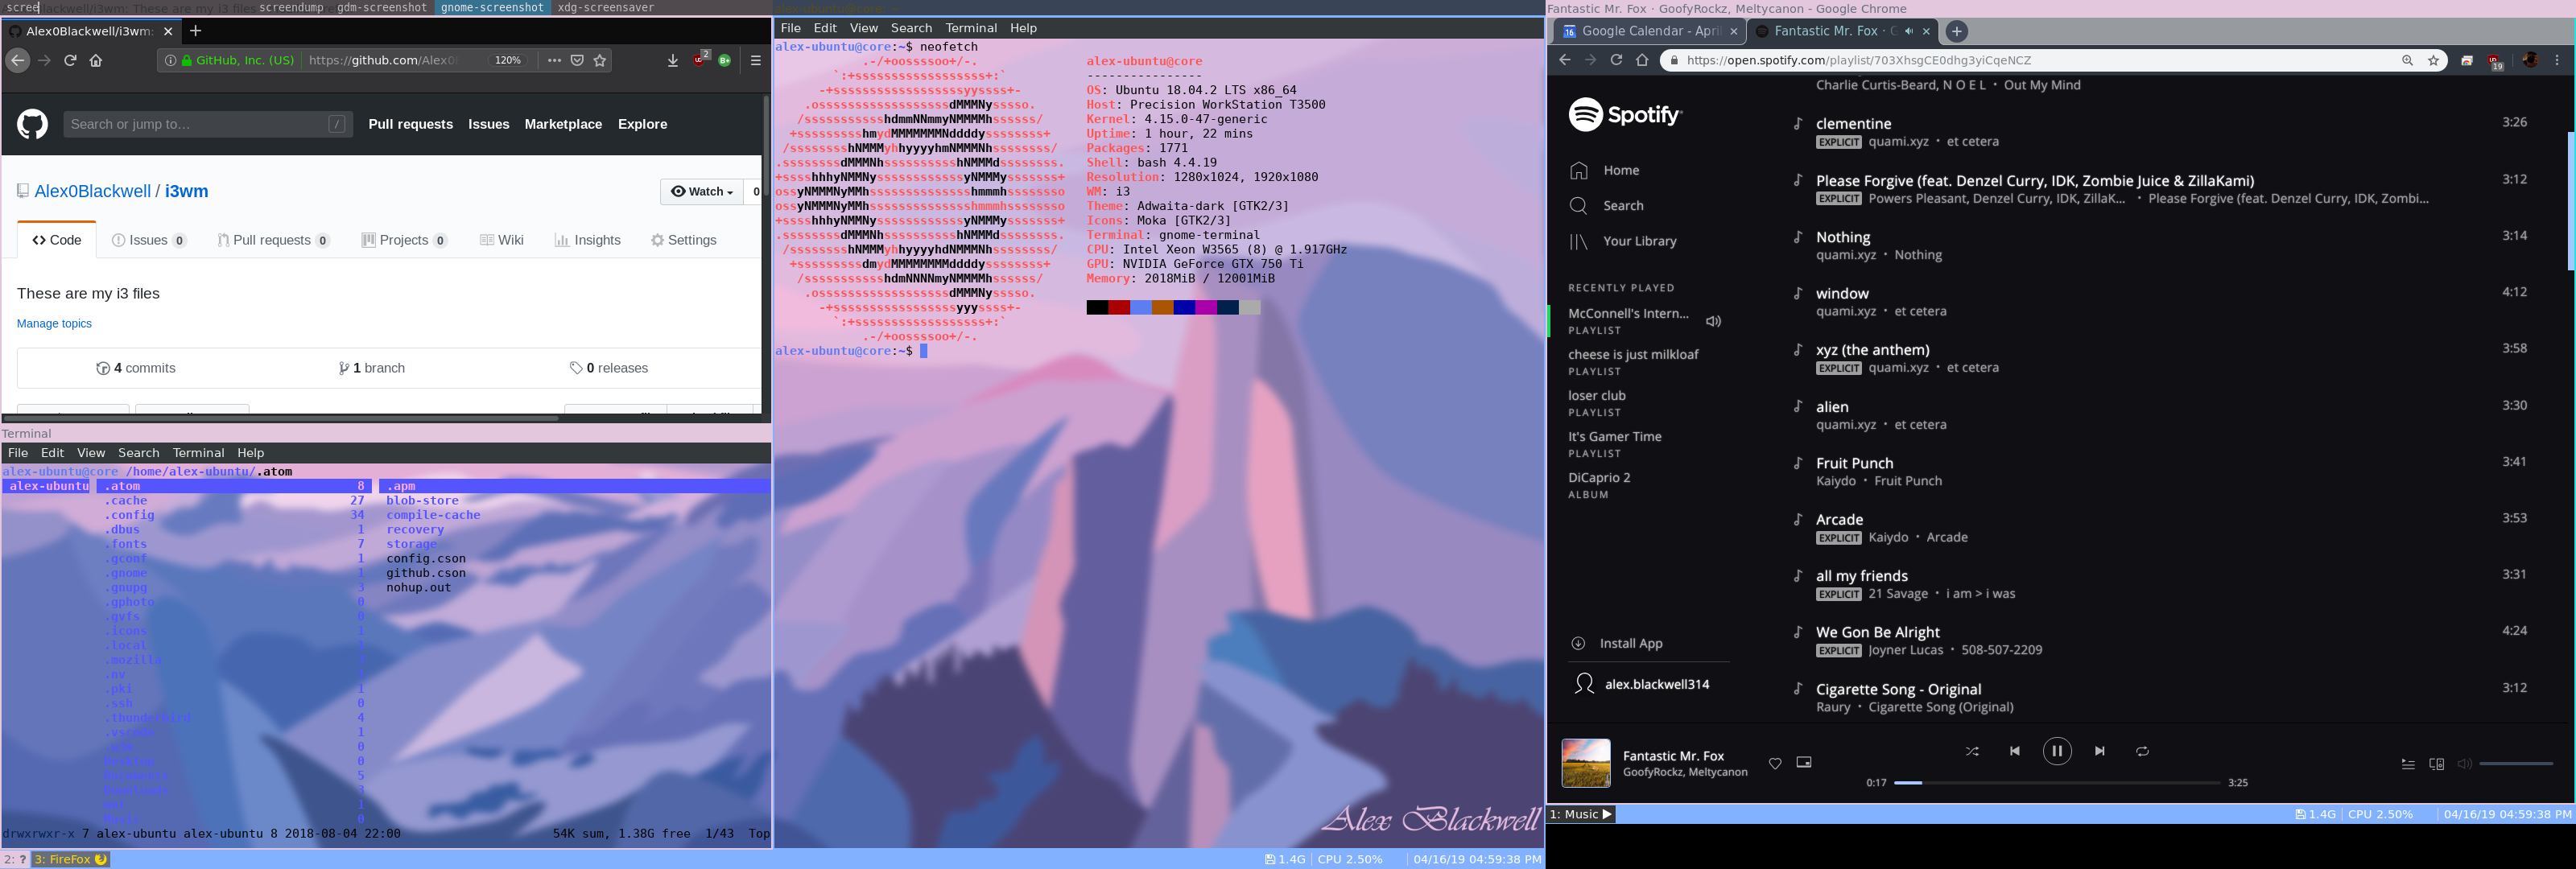 scree screendump gdm-screenshot gnome-screenshot xdg-screensaver
Alex0Blackwell/i3wm:
GitHub, Inc. (US) https://github.com/Alex0 120% 2
Search or jump to… / Pull requests Issues Marketplace Explore
Alex0Blackwell / i3wm Watch 0
Code Issues 0 Pull requests 0 Projects 0 Wiki Insights Settings
These are my i3 files
Manage topics
4 commits 1 branch 0 releases
Terminal
File Edit View Search Terminal Help
alex-ubuntu@core /home/alex-ubuntu/.atom
alex-ubuntu .atom 8 .apm
.cache 27 blob-store
.config 34 compile-cache
.dbus 1 recovery
.fonts 7 storage
.gconf 1 config.cson
.gnome 1 github.cson
.gnupg 3 nohup.out
.gphoto 0
.gvfs 0
.icons 1
.local 1
.mozilla
.nv
.pki 1
.ssh 0
.thunderbird 4
.vscode 1
0
0
5
3
1
0
drwxrwxr-x 7 alex-ubuntu alex-ubuntu 8 2018-08-04 22:00 54K sum, 1.38G free 1/43 Top
2: ? 3: FireFox
File Edit View Search Terminal Help
alex-ubuntu@core:~$ neofetch
alex-ubuntu@core
----------------
OS: Ubuntu 18.04.2 LTS x86_64
Host: Precision WorkStation T3500
Kernel: 4.15.0-47-generic
Uptime: 1 hour, 22 mins
Packages: 1771
Shell: bash 4.4.19
Resolution: 1280x1024, 1920x1080
WM: i3
Theme: Adwaita-dark [GTK2/3]
Icons: Moka [GTK2/3]
Terminal: gnome-terminal
CPU: Intel Xeon W3565 (8) @ 1.917GHz
GPU: NVIDIA GeForce GTX 750 Ti
Memory: 2018MiB / 12001MiB
alex-ubuntu@core:~$
Alex Blackwell
1.4G CPU 2.50% 04/16/19 04:59:38 PM
Fantastic Mr. Fox · GoofyRockz, Meltycanon - Google Chrome
16 Google Calendar - April Fantastic Mr. Fox · G
https://open.spotify.com/playlist/703XhsgCE0dhg3yiCqeNCZ 19
Spotify
Home
Search
Your Library
RECENTLY PLAYED
McConnell's Intern...
PLAYLIST
cheese is just milkloaf
PLAYLIST
loser club
PLAYLIST
It's Gamer Time
PLAYLIST
DiCaprio 2
ALBUM
Install App
alex.blackwell314
Charlie Curtis-Beard, N O E L • Out My Mind
clementine 3:26
EXPLICIT quami.xyz • et cetera
Please Forgive (feat. Denzel Curry, IDK, Zombie Juice & ZillaKami) 3:12
EXPLICIT Powers Pleasant, Denzel Curry, IDK, ZillaK... • Please Forgive (feat. Denzel Curry, IDK, Zombi...
Nothing 3:14
quami.xyz • Nothing
window 4:12
quami.xyz • et cetera
xyz (the anthem) 3:58
EXPLICIT quami.xyz • et cetera
alien 3:30
quami.xyz • et cetera
Fruit Punch 3:41
Kaiydo • Fruit Punch
Arcade 3:53
EXPLICIT Kaiydo • Arcade
all my friends 3:31
EXPLICIT 21 Savage • i am > i was
We Gon Be Alright 4:24
EXPLICIT Joyner Lucas • 508-507-2209
Cigarette Song - Original 3:12
Raury • Cigarette Song (Original)
Fantastic Mr. Fox
GoofyRockz, Meltycanon
0:17 3:25
1: Music 1.4G CPU 2.50% 04/16/19 04:59:38 PM